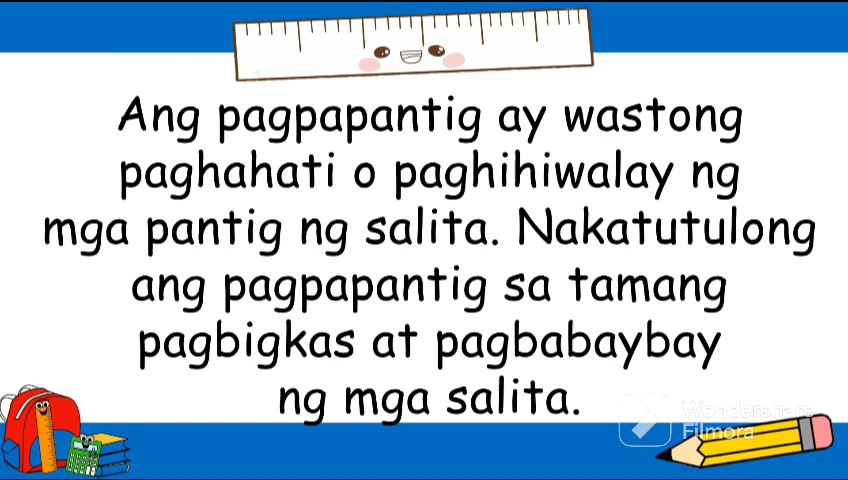 Ang pagpapantig ay wastong
paghahati o paghihiwalay ng
mga pantig ng salita. Nakatutulong
ang pagpapantig sa tamang
pagbigkas at pagbabaybay
ng mga salita.
Wondershare
Filmora